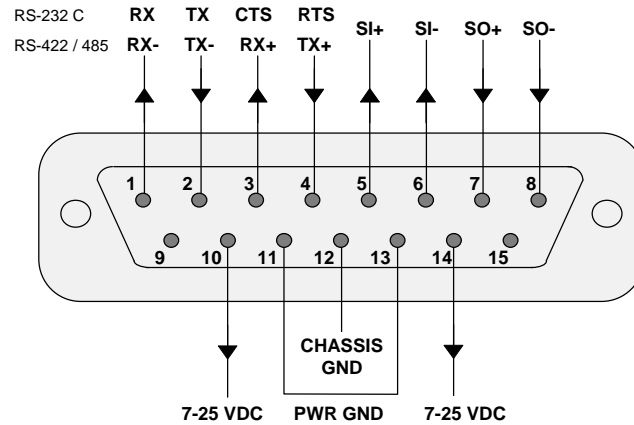 RS-232 C RX TX CTS RTS
RS-422 / 485 RX- TX- RX+ TX+ SI+ SI- SO+ SO-
1 2 3 4 5 6 7 8
9 10 11 12 13 14 15
CHASSIS
GND
7-25 VDC PWR GND 7-25 VDC